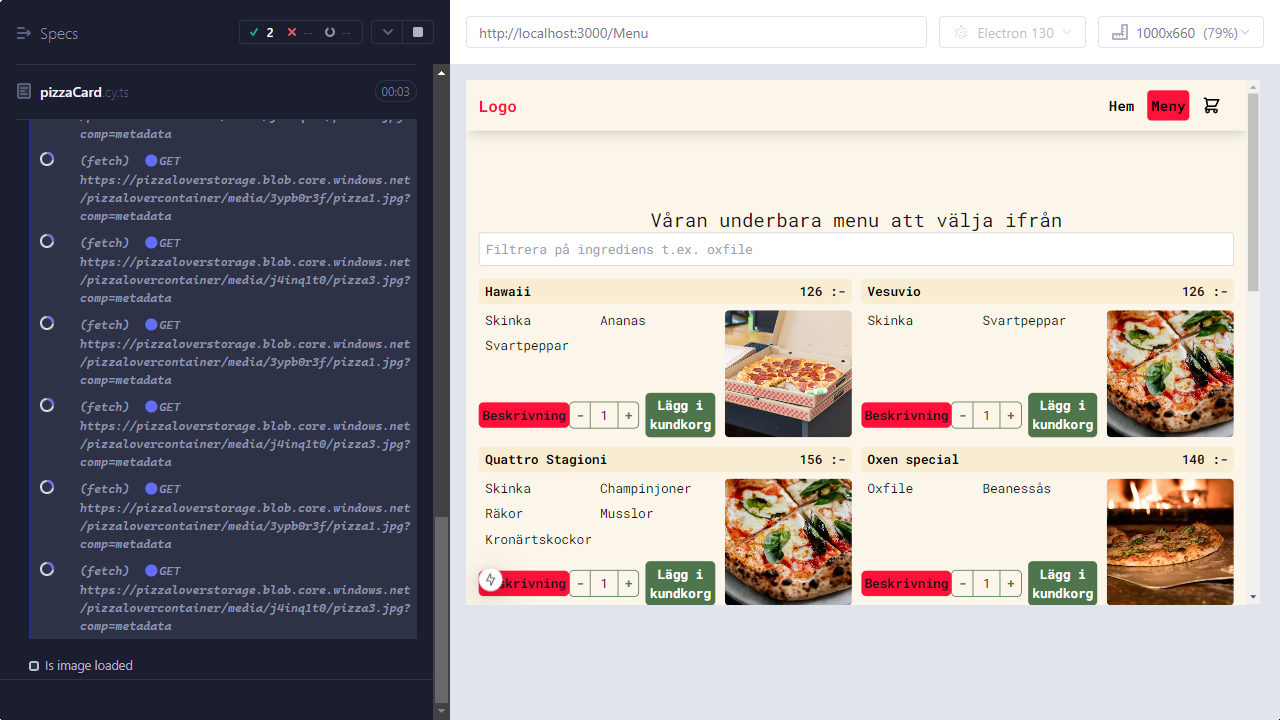 Specs
2
--
--
pizzaCard.cy.ts
00:03
comp=metadata
(fetch) GET
https://pizzaloverstorage.blob.core.windows.net
/pizzalovercontainer/media/3ypb0r3f/pizza1.jpg?
comp=metadata
(fetch) GET
https://pizzaloverstorage.blob.core.windows.net
/pizzalovercontainer/media/j4inq1t0/pizza3.jpg?
comp=metadata
(fetch) GET
https://pizzaloverstorage.blob.core.windows.net
/pizzalovercontainer/media/3ypb0r3f/pizza1.jpg?
comp=metadata
(fetch) GET
https://pizzaloverstorage.blob.core.windows.net
/pizzalovercontainer/media/j4inq1t0/pizza3.jpg?
comp=metadata
(fetch) GET
https://pizzaloverstorage.blob.core.windows.net
/pizzalovercontainer/media/3ypb0r3f/pizza1.jpg?
comp=metadata
(fetch) GET
https://pizzaloverstorage.blob.core.windows.net
/pizzalovercontainer/media/j4inq1t0/pizza3.jpg?
comp=metadata
Is image loaded
http://localhost:3000/Menu
Electron 130
1000x660 (79%)
Logo
Hem
Meny
Våran underbara menu att välja ifrån
Filtrera på ingrediens t.ex. oxfile
Hawaii 126 :-
Skinka Ananas
Svartpeppar
Beskrivning - 1 +
Lägg i
kundkorg
Vesuvio 126 :-
Skinka Svartpeppar
Beskrivning - 1 +
Lägg i
kundkorg
Quattro Stagioni 156 :-
Skinka Champinjoner
Räkor Musslor
Kronärtskockor
skrivning - 1 +
Lägg i
kundkorg
Oxen special 140 :-
Oxfile Beanessås
Beskrivning - 1 +
Lägg i
kundkorg